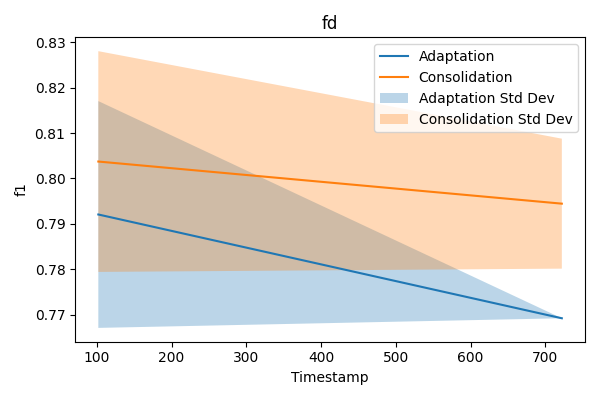 fd
0.83
0.82
0.81
0.80
0.79
0.78
0.77
f1
Adaptation
Consolidation
Adaptation Std Dev
Consolidation Std Dev
100 200 300 400 500 600 700
Timestamp